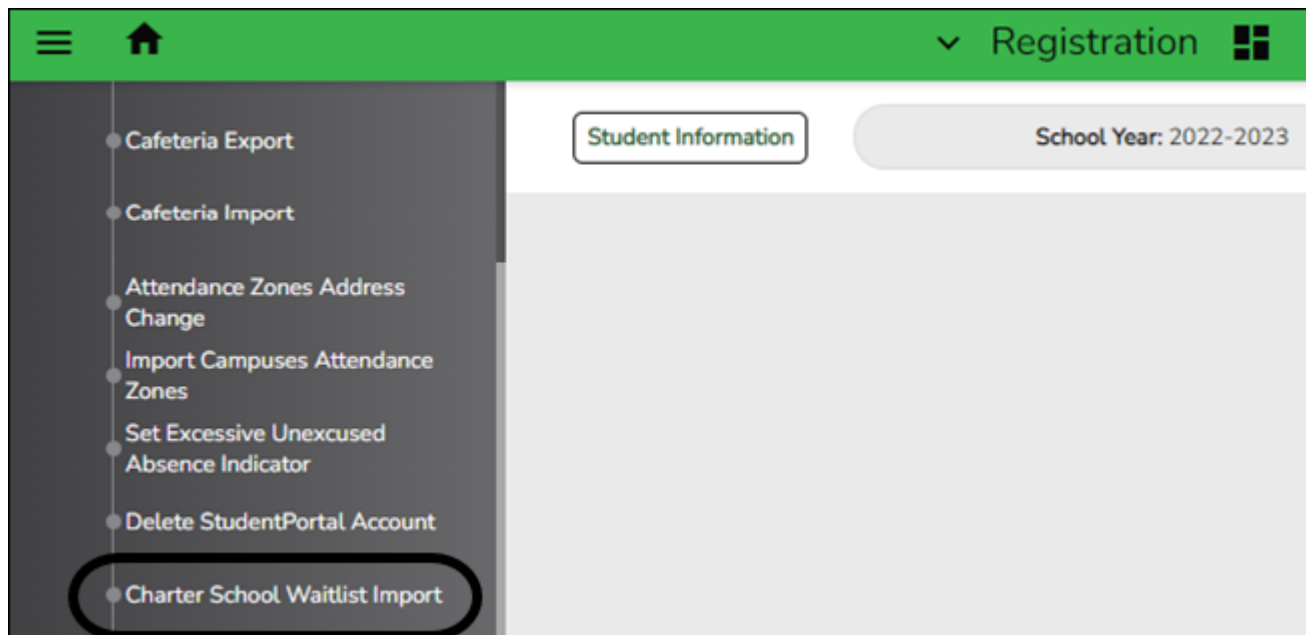 Registration
Cafeteria Export
Student Information
School Year: 2022-2023
Cafeteria Import
Attendance Zones Address
Change
Import Campuses Attendance
Zones
Set Excessive Unexcused
Absence Indicator
Delete StudentPortal Account
Charter School Waitlist Import